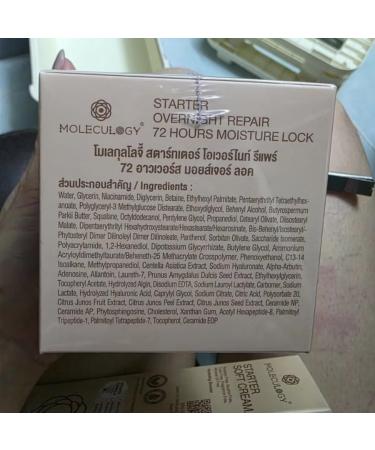 MOLECULOGY
STARTER
OVERNIGHT REPAIR
72 HOURS MOISTURE LOCK
โมเลกุลโลจี้ สตาร์ทเตอร์ โอเวอร์ไนท์ รีแพร์
72 อาวเวอร์ส มอยส์เจอร์ ลอค
ส่วนประกอบสำคัญ / Ingredients :
Water, Glycerin, Niacinamide, Diglycerin, Betaine, Ethylhexyl Palmitate, Pentaerythrityl Tetraethylhex-
anoate, Polyglyceryl-3 Methylglucose Distearate, Ethoxydiglycol, Behenyl Alcohol, Butyrospermum
Parkii Butter, Squalane, Octyldodecanol, Pentylene Glycol, Propanediol, Cetearyl Olivate, Dimethicone,
Dipentaerythrityl Hexahydroxystearate/Hexastearate/Hexarosinate, Bis-Behenyl/Isostearyl/
Phytosteryl Dimer Dilinoleyl Dimer Dilinoleate, Panthenol, Sorbitan Olivate, Saccharide Isomerate,
Polyacrylamide, 1,2-Hexanediol, Dipotassium Glycyrrhizate, Butylene Glycol, Ammonium
Acryloyldimethyltaurate/Beheneth-25 Methacrylate Crosspolymer, Phenoxyethanol, C13-14
Isoalkane, Methylpropanediol, Centella Asiatica Extract, Sodium Hyaluronate, Alpha-Arbutin,
Adenosine, Allantoin, Laureth-7, Prunus Amygdalus Dulcis Seed Extract, Ethylhexylglycerin,
Tocopheryl Acetate, Hydrolyzed Algin, Disodium EDTA, Sodium Lauroyl Lactylate, Carbomer, Sodium
Lactate, Hydrolyzed Hyaluronic Acid, Caprylyl Glycol, Sodium Citrate, Citric Acid, Polysorbate 20,
Citrus Junos Fruit Extract, Citrus Junos Peel Extract, Citrus Junos Seed Extract, Ceramide NP,
Ceramide AP, Phytosphingosine, Cholesterol, Xanthan Gum, Acetyl Hexapeptide-8, Palmitoyl
Tripeptide-1, Palmitoyl Tetrapeptide-7, Tocopherol, Ceramide EOP
MOLECULOGY
STARTER
SOFT CREAM